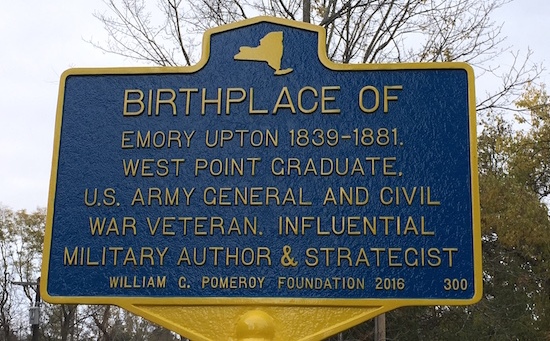 BIRTHPLACE OF
EMORY UPTON 1839-1881.
WEST POINT GRADUATE,
U.S. ARMY GENERAL AND CIVIL
WAR VETERAN. INFLUENTIAL
MILITARY AUTHOR & STRATEGIST
WILLIAM G. POMEROY FOUNDATION 2016 300